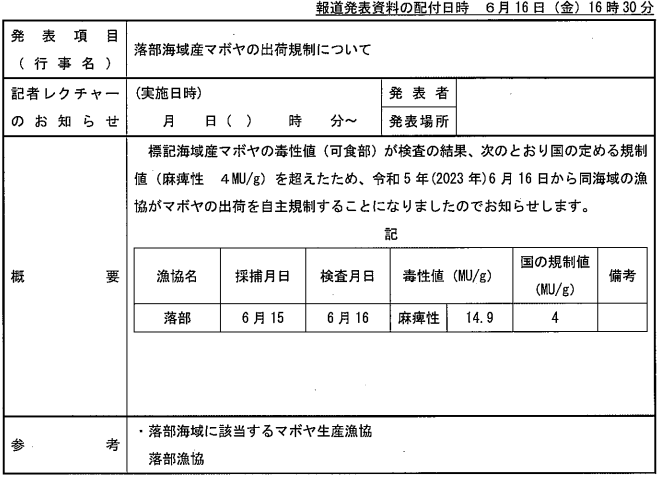 報道発表資料の配付日時　６月16日（金）16時30分
発表項目
（行事名）
落部海域産マボヤの出荷規制について
記者レクチャー
のお知らせ
(実施日時)
月　　日（　）　　時　　分～
発表者
発表場所
概要
標記海域産マボヤの毒性値（可食部）が検査の結果、次のとおり国の定める規制
値（麻痺性　４MU/g）を超えたため、令和５年(2023年)６月16日から同海域の漁
協がマボヤの出荷を自主規制することになりましたのでお知らせします。
記
漁協名　採捕月日　検査月日　毒性値（MU/g）　国の規制値　備考
(MU/g)
落部　６月15　６月16　麻痺性　14.9　4
参考
・落部海域に該当するマボヤ生産漁協
落部漁協